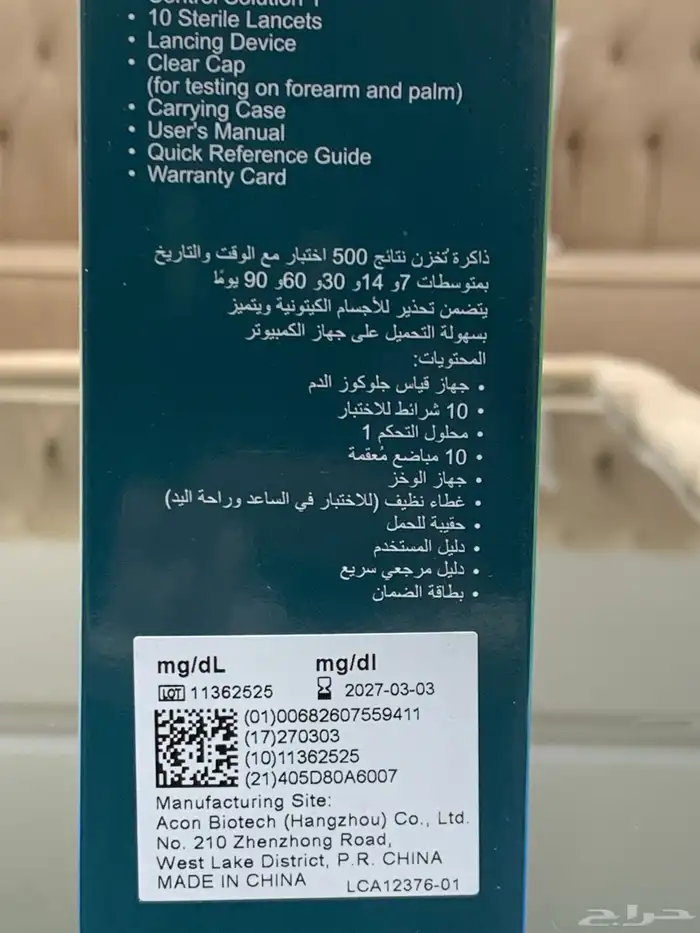 Control Solution 1
• 10 Sterile Lancets
• Lancing Device
• Clear Cap
(for testing on forearm and palm)
• Carrying Case
• User's Manual
• Quick Reference Guide
• Warranty Card
ذاكرة تُخزن نتائج 500 اختبار مع الوقت والتاريخ
بمتوسطات 7و 14و 30و 60و 90 يومًا
يتضمن تحذير للأجسام الكيتونية ويتميز
بسهولة التحميل على جهاز الكمبيوتر
المحتويات:
• جهاز قياس جلوكوز الدم
• 10 شرائط للاختبار
• محلول التحكم 1
• 10 مباضع مُعقمة
• جهاز الوخز
• غطاء نظيف (للاختبار في الساعد وراحة اليد)
• حقيبة للحمل
• دليل المستخدم
• دليل مرجعي سريع
• بطاقة الضمان
mg/dL mg/dl
LOT 11362525 2027-03-03
(01)00682607559411
(17)270303
(10)11362525
(21)405D80A6007
Manufacturing Site:
Acon Biotech (Hangzhou) Co., Ltd.
No. 210 Zhenzhong Road,
West Lake District, P.R. CHINA
MADE IN CHINA LCA12376-01
حراج